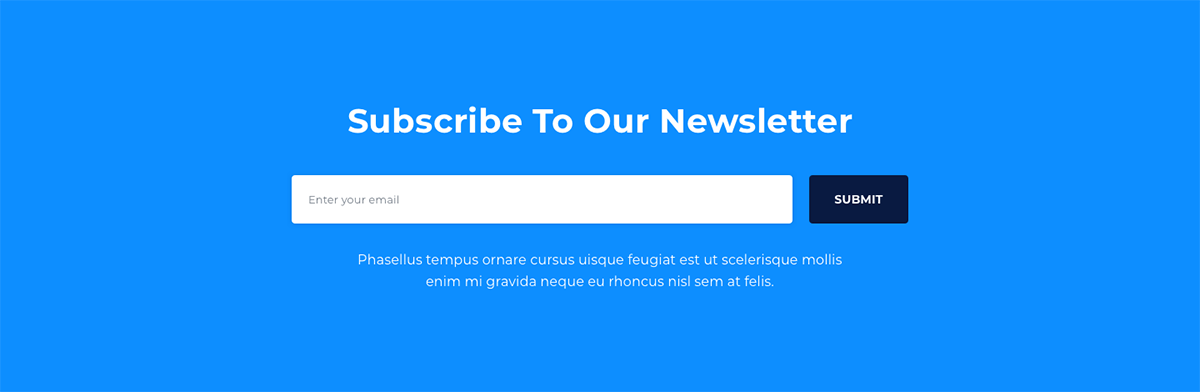 Subscribe To Our Newsletter
Enter your email
SUBMIT
Phasellus tempus ornare cursus uisque feugiat est ut scelerisque mollis
enim mi gravida neque eu rhoncus nisl sem at felis.